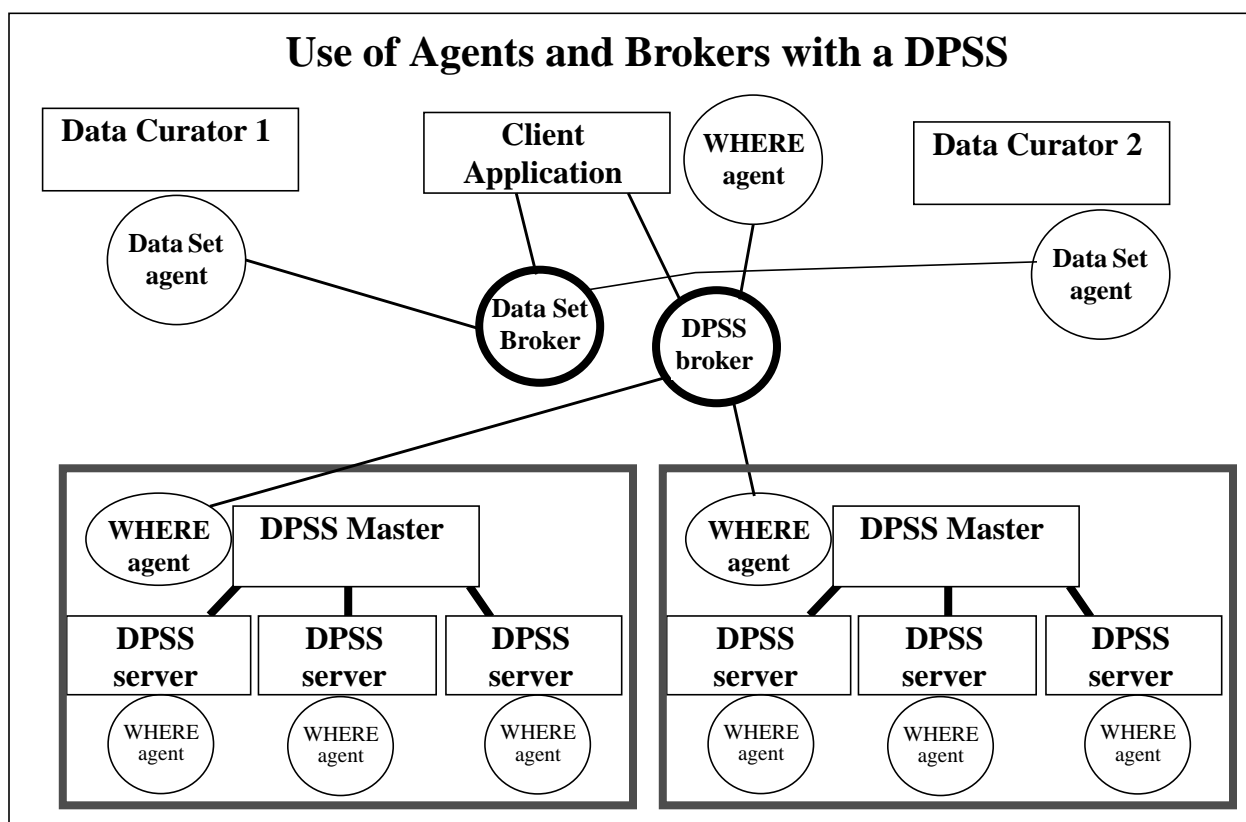 Use of Agents and Brokers with a DPSS
Data Curator 1
Client
Application
WHERE
agent
Data Curator 2
Data Set
agent
Data Set
Broker
DPSS
broker
Data Set
agent
WHERE
agent
DPSS Master
DPSS
server
DPSS
server
DPSS
server
WHERE
agent
WHERE
agent
WHERE
agent
WHERE
agent
DPSS Master
DPSS
server
DPSS
server
DPSS
server
WHERE
agent
WHERE
agent
WHERE
agent